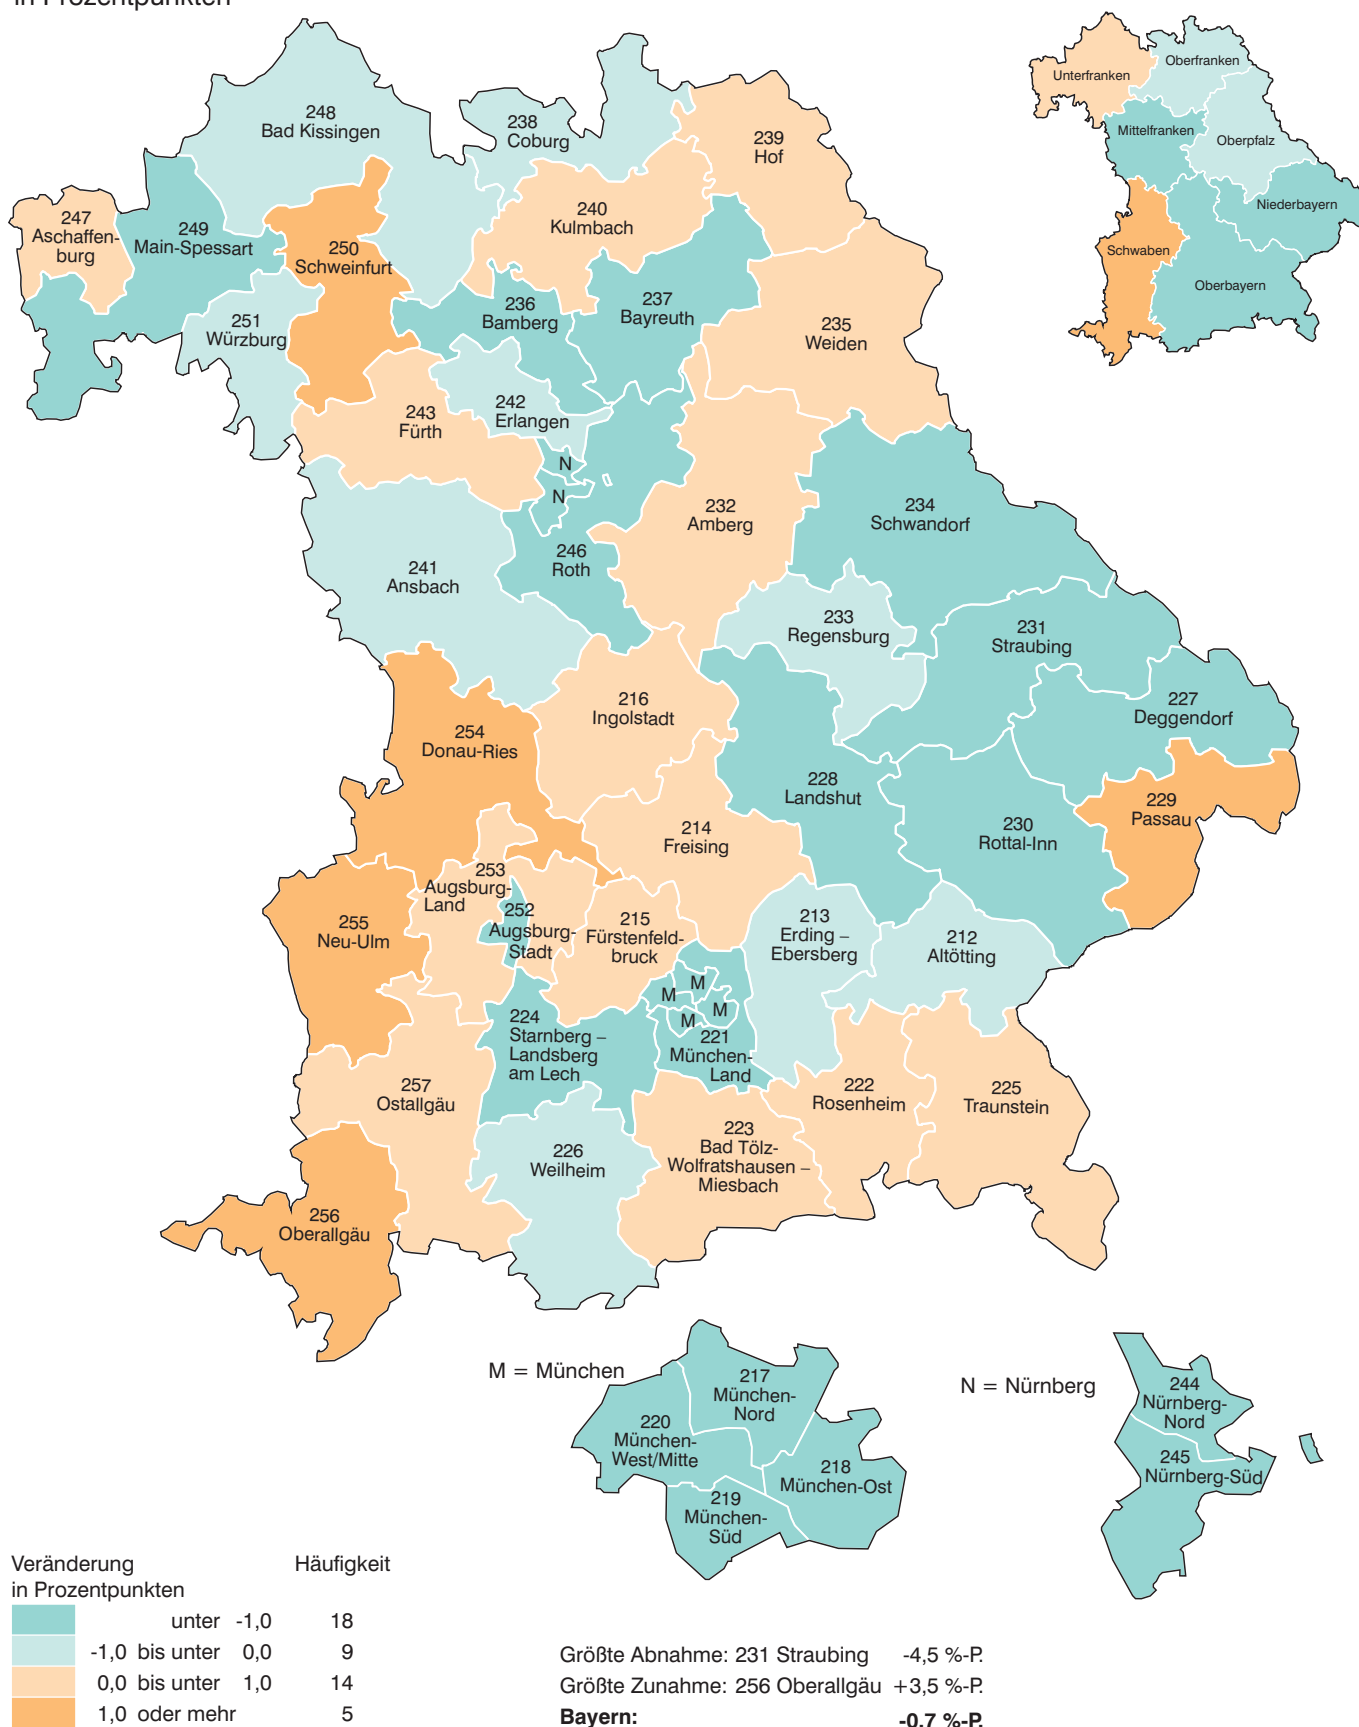 in Prozentpunkten
Unterfranken
Oberfranken
Mittelfranken
Oberpfalz
Niederbayern
Schwaben
Oberbayern
248
Bad Kissingen
238
Coburg
239
Hof
247
Aschaffen-
burg
249
Main-Spessart
250
Schweinfurt
240
Kulmbach
251
Würzburg
236
Bamberg
237
Bayreuth
235
Weiden
243
Fürth
242
Erlangen
N
N
232
Amberg
234
Schwandorf
241
Ansbach
246
Roth
233
Regensburg
231
Straubing
216
Ingolstadt
227
Deggendorf
254
Donau-Ries
228
Landshut
229
Passau
214
Freising
230
Rottal-Inn
253
Augsburg-
Land
252
Augsburg-
Stadt
215
Fürstenfeld-
bruck
213
Erding –
Ebersberg
212
Altötting
255
Neu-Ulm
M
M
M
M
224
Starnberg –
Landsberg
am Lech
221
München-
Land
257
Ostallgäu
222
Rosenheim
225
Traunstein
226
Weilheim
223
Bad Tölz-
Wolfratshausen –
Miesbach
256
Oberallgäu
M = München
217
München-
Nord
220
München-
West/Mitte
218
München-Ost
219
München-
Süd
N = Nürnberg
244
Nürnberg-
Nord
245
Nürnberg-Süd
Veränderung Häufigkeit
in Prozentpunkten
unter -1,0 18
-1,0 bis unter 0,0 9
0,0 bis unter 1,0 14
1,0 oder mehr 5
Größte Abnahme: 231 Straubing -4,5 %-P.
Größte Zunahme: 256 Oberallgäu +3,5 %-P.
Bayern: -0,7 %-P.